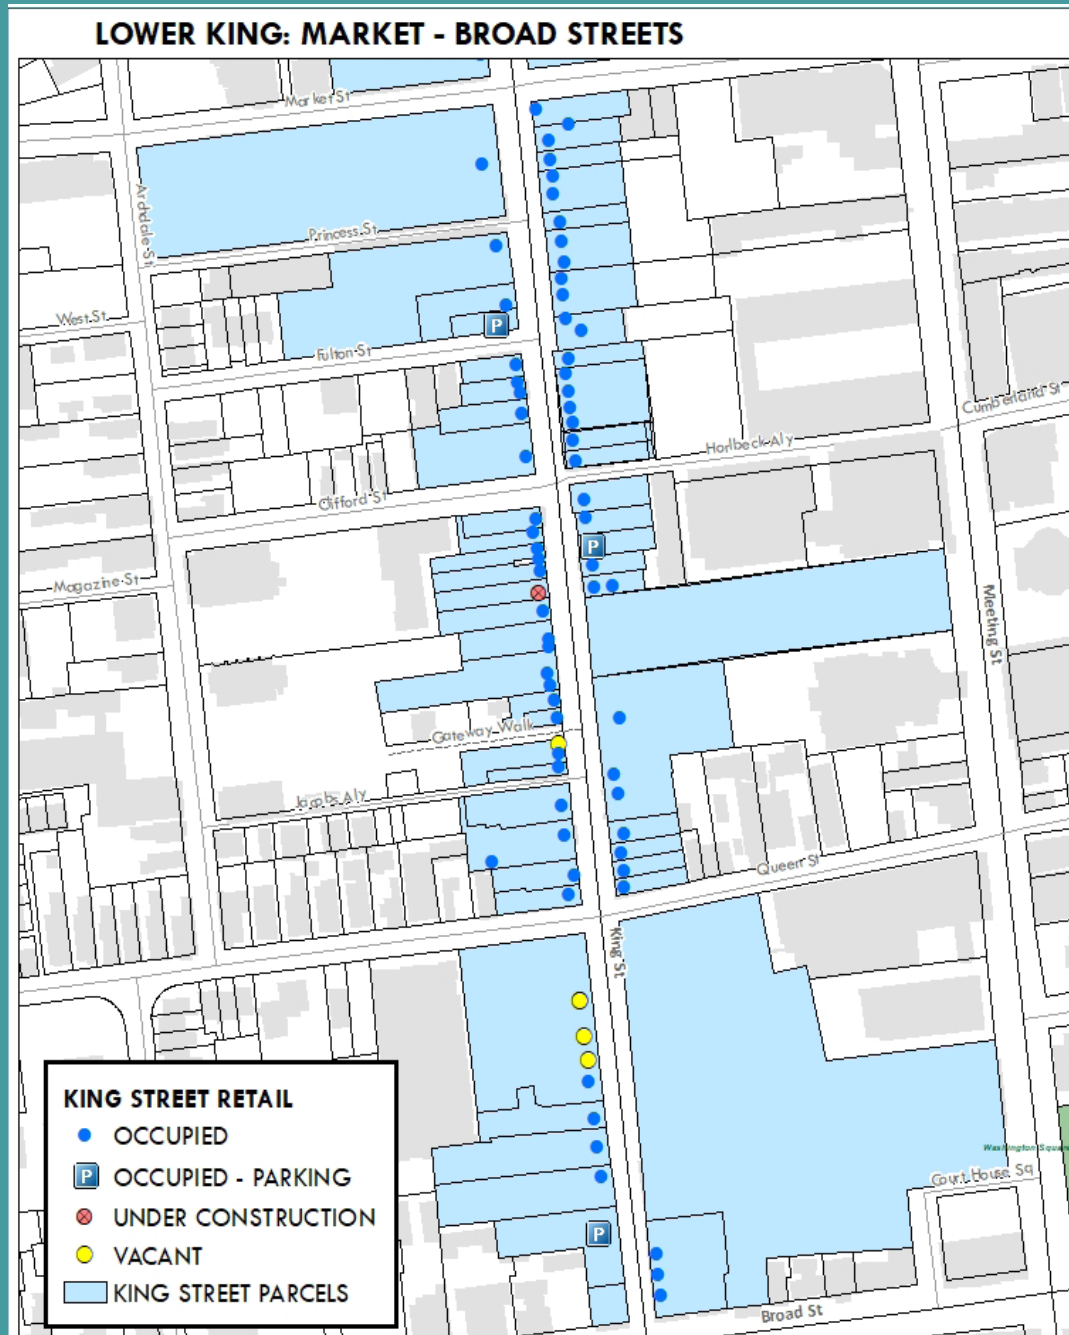 LOWER KING: MARKET - BROAD STREETS
Market St
Archdale St
Princess St
West St
Fulton St
P
Cumberland St
Horlbeck Aly
Clifford St
P
Magazine St
Meeting St
Gateway Walk
Jacobs Aly
Queen St
King St
Washington Square
Court House Sq
P
Broad St
KING STREET RETAIL
OCCUPIED
P OCCUPIED - PARKING
UNDER CONSTRUCTION
VACANT
KING STREET PARCELS